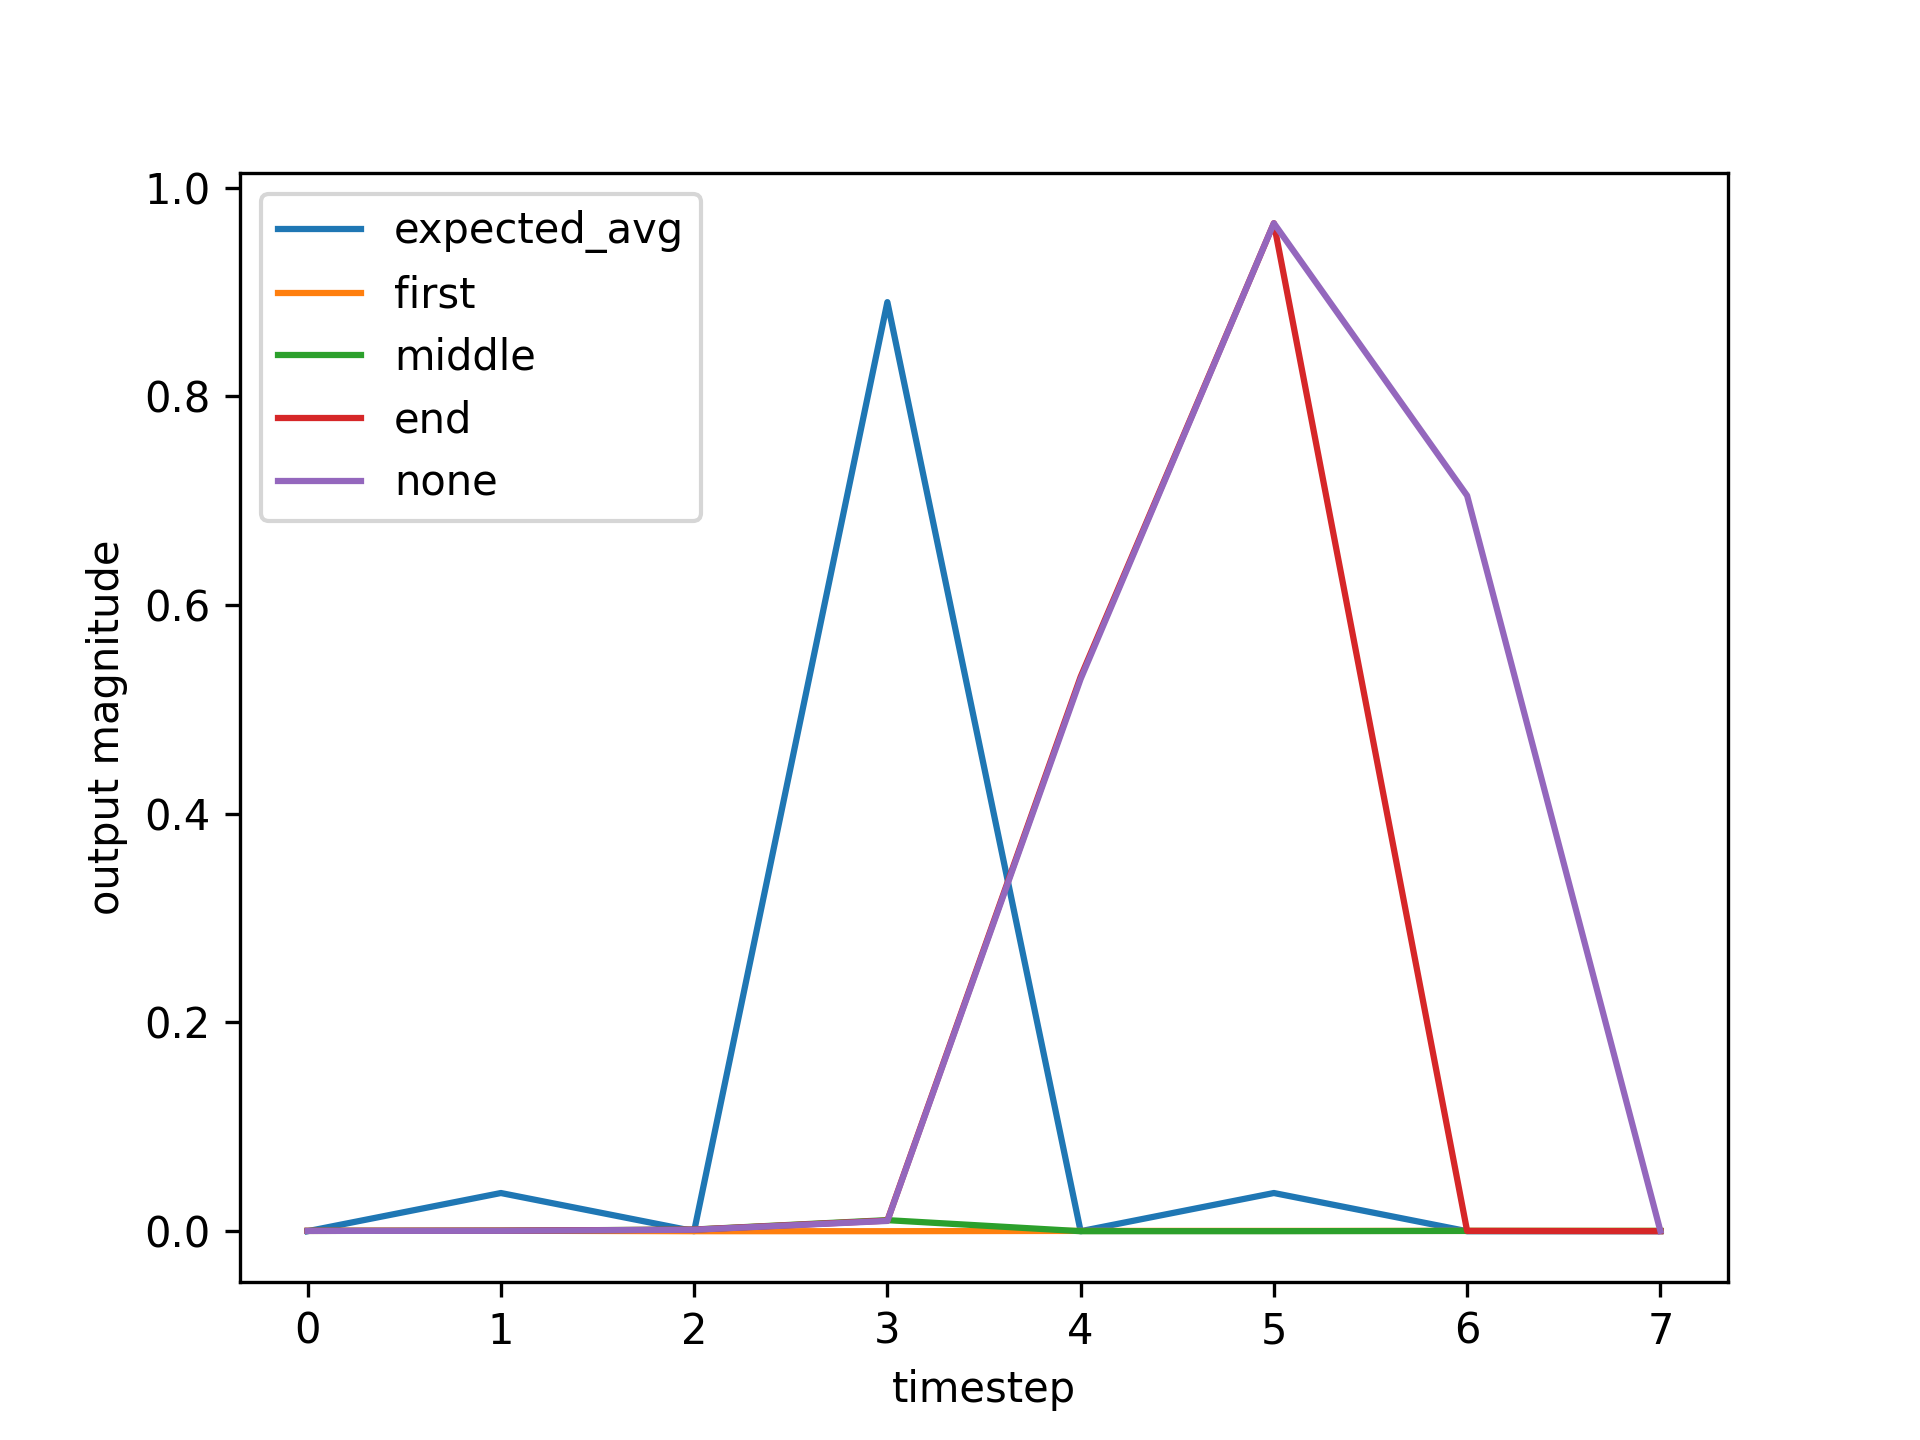 expected_avg
first
middle
end
none
1.0
0.8
0.6
0.4
0.2
0.0
output magnitude
0 1 2 3 4 5 6 7
timestep